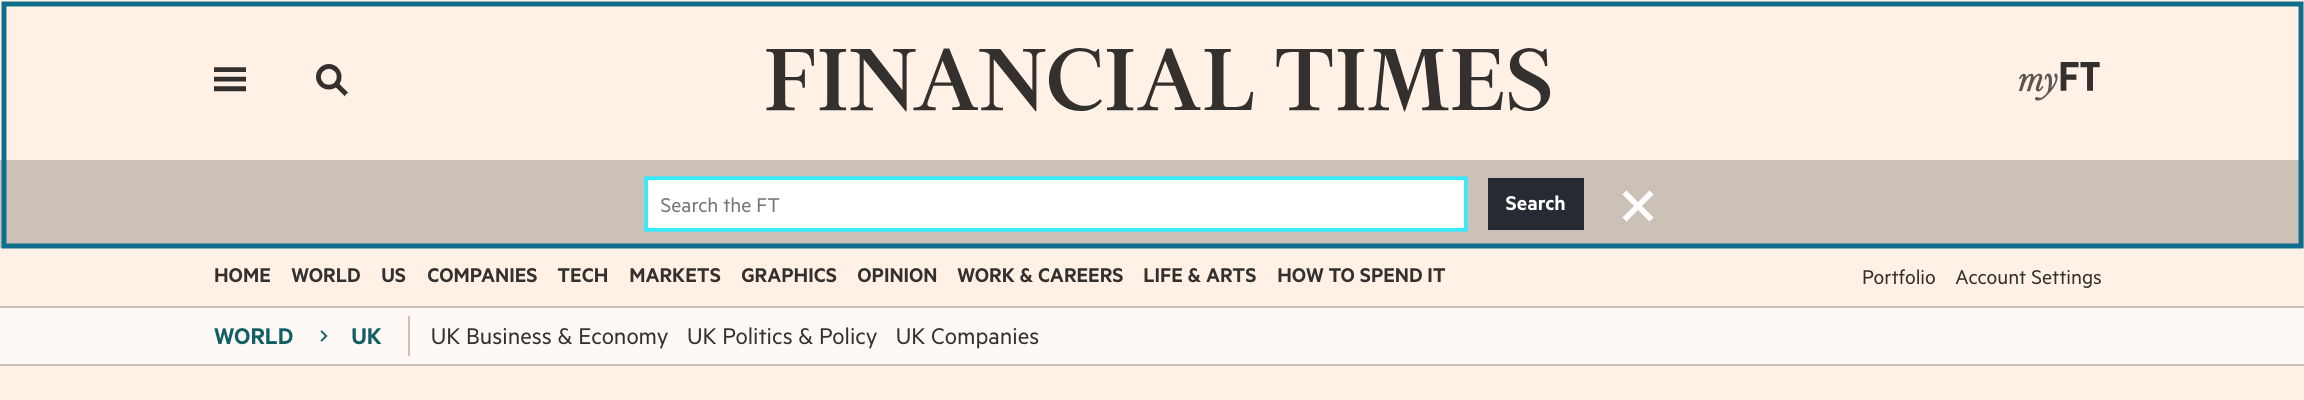 FINANCIAL TIMES
myFT
Search the FT
Search
HOME WORLD US COMPANIES TECH MARKETS GRAPHICS OPINION WORK & CAREERS LIFE & ARTS HOW TO SPEND IT Portfolio Account Settings
WORLD > UK UK Business & Economy UK Politics & Policy UK Companies